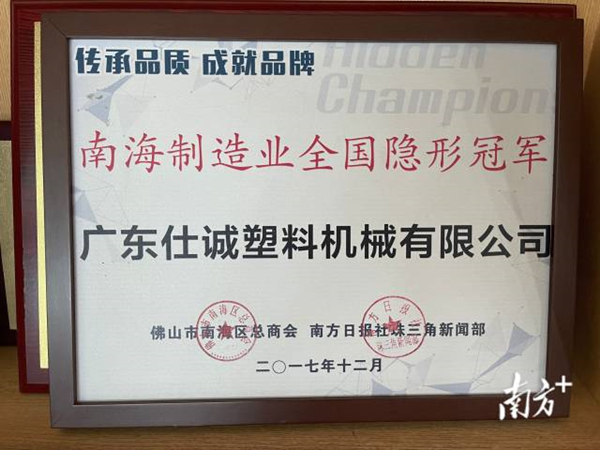 传承品质 成就品牌
Hidden
Champions
南海制造业全国隐形冠军
广东仕诚塑料机械有限公司
佛山市南海区总商会 南方日报社珠三角新闻部
二〇一七年十二月
南方+